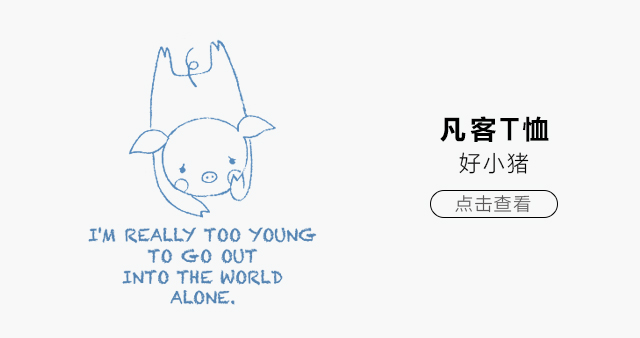 I'M REALLY TOO YOUNG
TO GO OUT
INTO THE WORLD
ALONE.
凡客T恤
好小猪
点击查看